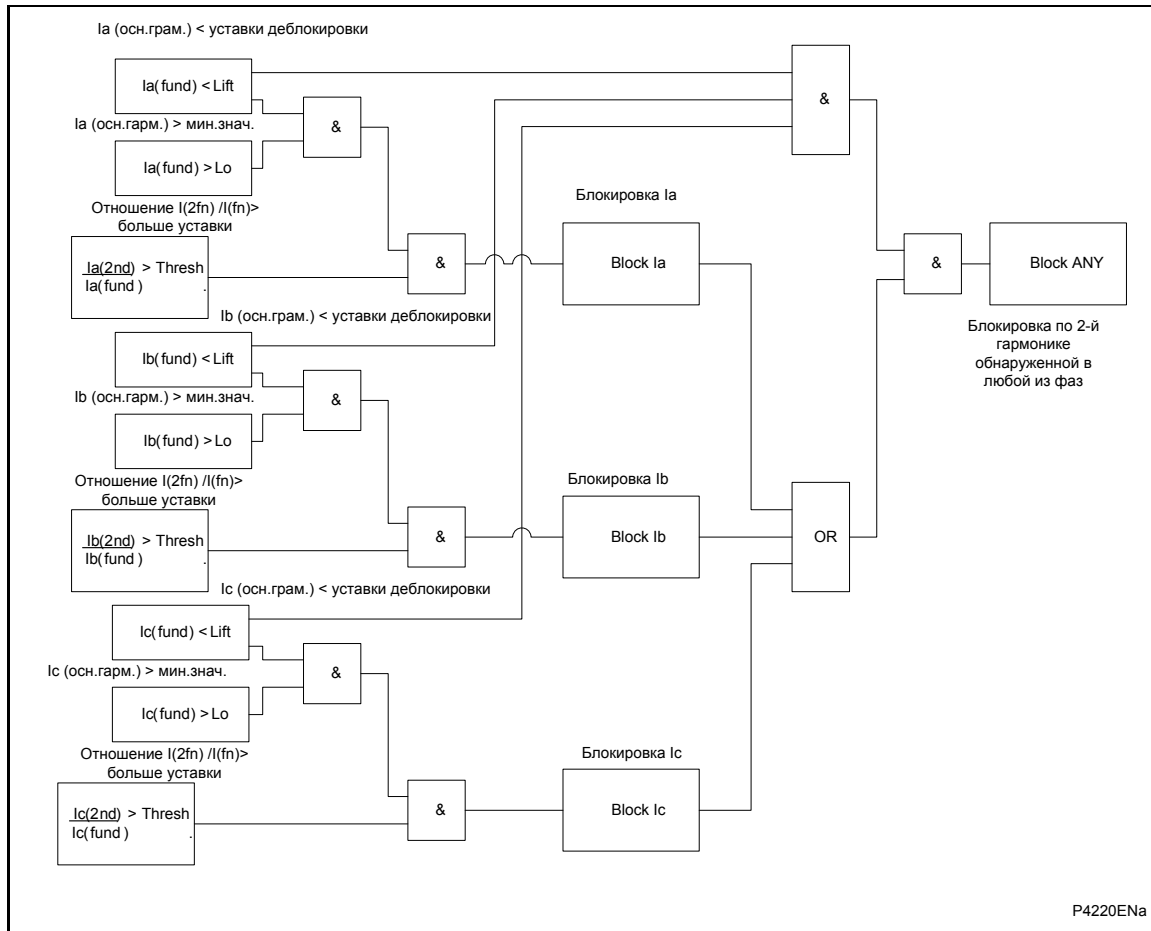 Ia (осн.грам.) < уставки деблокировки
Ia(fund) < Lift
&
Ia (осн.гарм.) > мин.знач.
&
Ia(fund) > Lo
Отношение I(2fn) /I(fn)>
больше уставки
Блокировка Ia
Ia(2nd) > Thresh
Ia(fund) .
&
Block Ia
&
Block ANY
Ib (осн.грам.) < уставки деблокировки
Блокировка по 2-й
гармонике
обнаруженной в
любой из фаз
Ib(fund) < Lift
Ib (осн.гарм.) > мин.знач.
&
Ib(fund) > Lo
Отношение I(2fn) /I(fn)>
больше уставки
Блокировка Ib
Ib(2nd) > Thresh
Ib(fund) .
&
Block Ib
OR
Ic (осн.грам.) < уставки деблокировки
Ic(fund) < Lift
Ic (осн.гарм.) > мин.знач.
&
Ic(fund) > Lo
Отношение I(2fn) /I(fn)>
больше уставки
Блокировка Ic
Ic(2nd) > Thresh
Ic(fund) .
&
Block Ic
P4220ENa